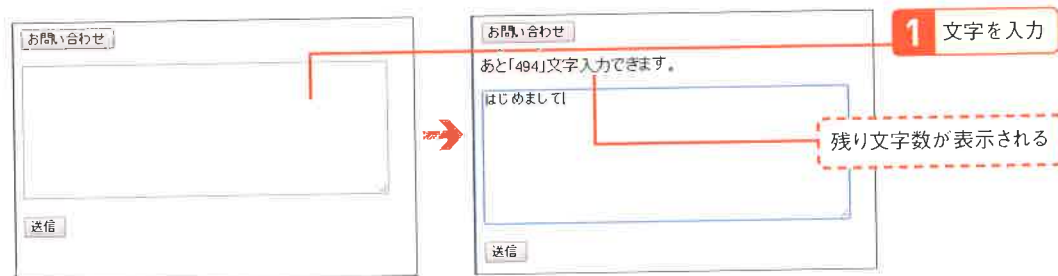 お問い合わせ
送信
お問い合わせ
あと「494」文字入力できます。
はじめまして
送信
1 文字を入力
残り文字数が表示される